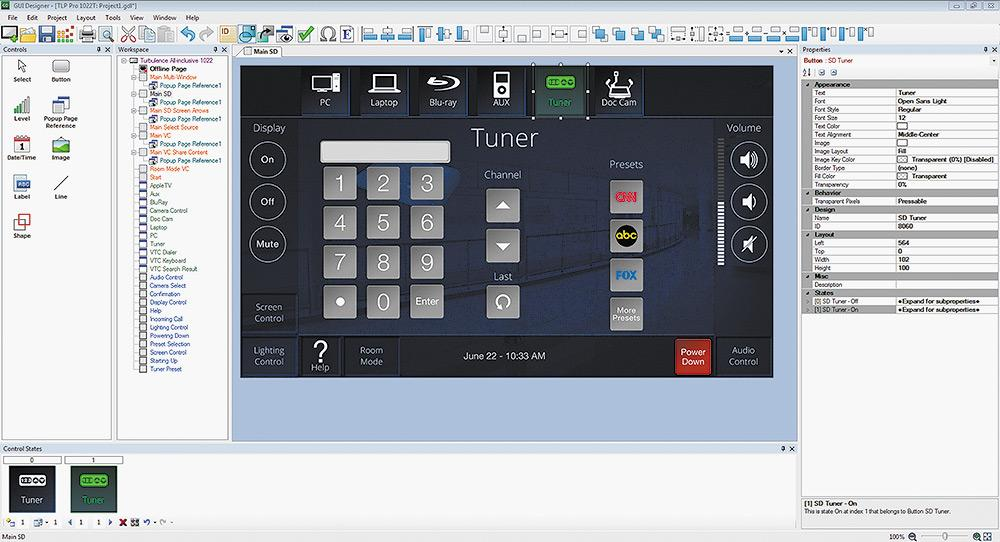 GUI Designer - [TLP Pro 1022T: Project1.gdl*]
File Edit Project Layout Tools View Window Help
ID
Σ
E
Controls
Select
Button
Level
Popup Page
Reference
Date/Time
Image
Label
Line
Shape
Workspace
Turbulence All-inclusive 1022
Offline Page
Main Multi-Window
Popup Page Reference1
Main SD
Popup Page Reference1
Main SD Screen Arrows
Popup Page Reference1
Main Select Source
Main VC
Popup Page Reference1
Main VC Share Content
Popup Page Reference1
Room Mode VC
Start
AppleTV
Aux
BluRay
Camera Control
Doc Cam
Laptop
PC
Tuner
VTC Dialer
VTC Keyboard
VTC Search Result
Audio Control
Camera Select
Confirmation
Display Control
Help
Incoming Call
Lighting Control
Powering Down
Preset Selection
Screen Control
Starting Up
Tuner Preset
Main SD
PC
Laptop
Blu-ray
AUX
Tuner
Doc Cam
Display
On
Off
Mute
Screen
Control
Tuner
1 2 3
4 5 6
7 8 9
• 0 Enter
Channel
Last
Presets
CNN
abc
FOX
More
Presets
Volume
Lighting
Control
?
Help
Room
Mode
June 22 - 10:33 AM
Power
Down
Audio
Control
Properties
Button : SD Tuner
Appearance
Text Tuner
Font Open Sans Light
Font Style Regular
Font Size 12
Text Color
Text Alignment Middle-Center
Image
Image Layout Fill
Image Key Color Transparent (0%) [Disabled]
Border Type (none)
Fill Color Transparent
Transparency 0%
Behavior
Transparent Pixels Pressable
Design
Name SD Tuner
ID 8060
Layout
Left 564
Top 0
Width 102
Height 100
Misc
Description
States
[0] SD Tuner - Off •Expand for subproperties•
[1] SD Tuner - On •Expand for subproperties•
[1] SD Tuner - On
This is state On at index 1 that belongs to Button SD Tuner.
Control States
0 1
Tuner
Tuner
1 1 1 1
Main SD
100%